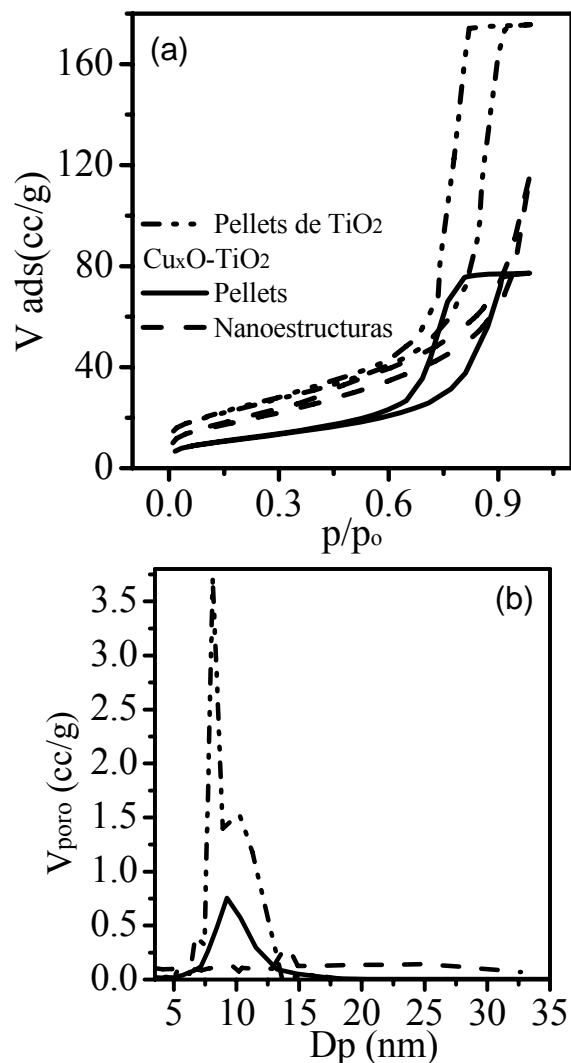 (a)
V ads(cc/g)
160
120
80
40
0
Pellets de TiO₂
CuxO-TiO₂
Pellets
Nanoestructuras
0.0 0.3 0.6 0.9
p/po
(b)
Vporo (cc/g)
3.5
3.0
2.5
2.0
1.5
1.0
0.5
0.0
5 10 15 20 25 30 35
Dp (nm)